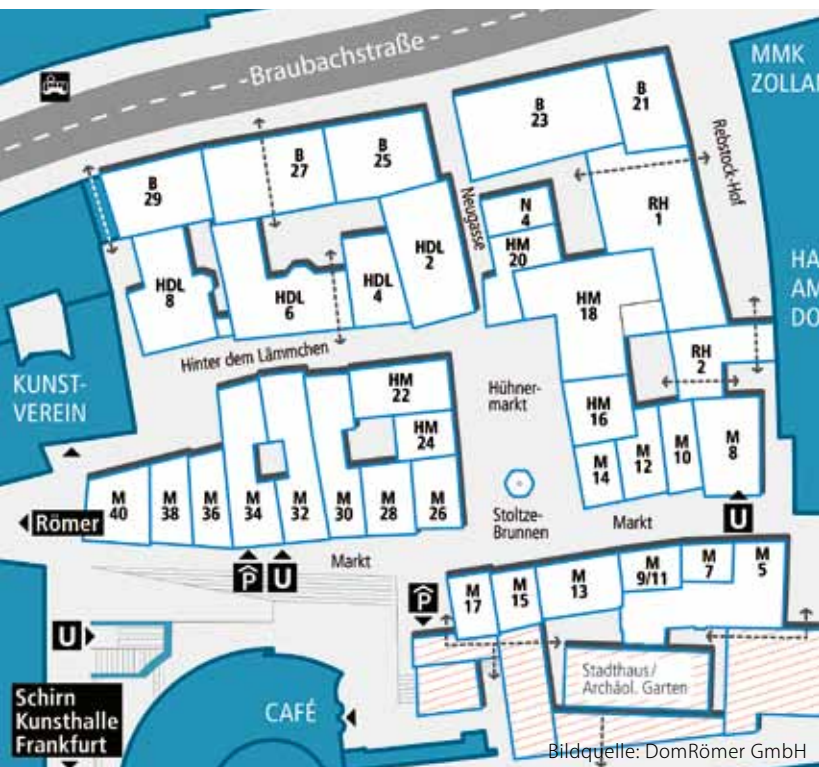 Braubachstraße
MMK
ZOLLA
B
21
B
23
B
25
B
27
B
29
Rebstock-Hof
Neugasse
N
4
RH
1
HM
20
HDL
2
HDL
4
HDL
6
HDL
8
HM
18
HA
AM
DO
Hinter dem Lämmchen
RH
2
KUNST-
VEREIN
HM
22
Hühner-
markt
HM
16
HM
24
M
14
M
12
M
10
M
8
M
40
M
38
M
36
M
34
M
32
M
30
M
28
M
26
Römer
Stoltze-
Brunnen
Markt
U
Markt
P
U
P
M
17
M
15
M
13
M
9/11
M
7
M
5
U
Stadthaus/
Archäol. Garten
Schirn
Kunsthalle
Frankfurt
CAFÉ
Bildquelle: DomRömer GmbH